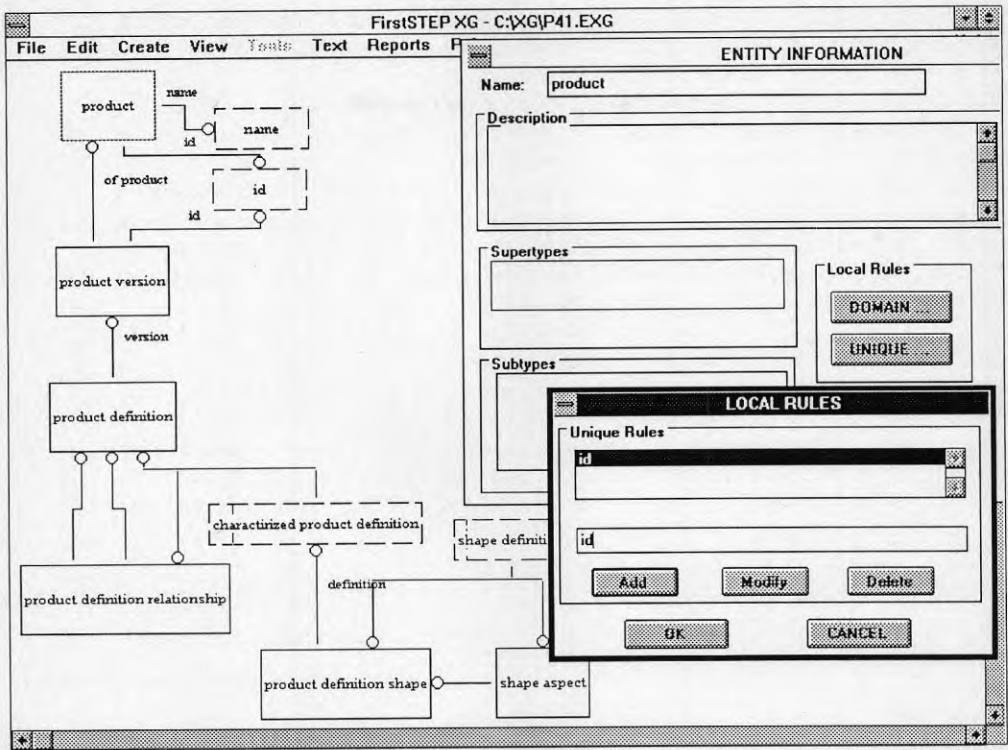 FirstSTEP XG - C:\XG\P41.EXG
File Edit Create View Tools Text Reports
ENTITY INFORMATION
Name: product
Description
Supertypes
Local Rules
DOMAIN ...
UNIQUE ...
Subtypes
LOCAL RULES
Unique Rules
id
id
Add Modify Delete
OK CANCEL
product
name
name
id
of product
id
id
product version
version
product definition
charactirized product definition
shape definiti
product definition relationship
definition
product definition shape
shape aspect